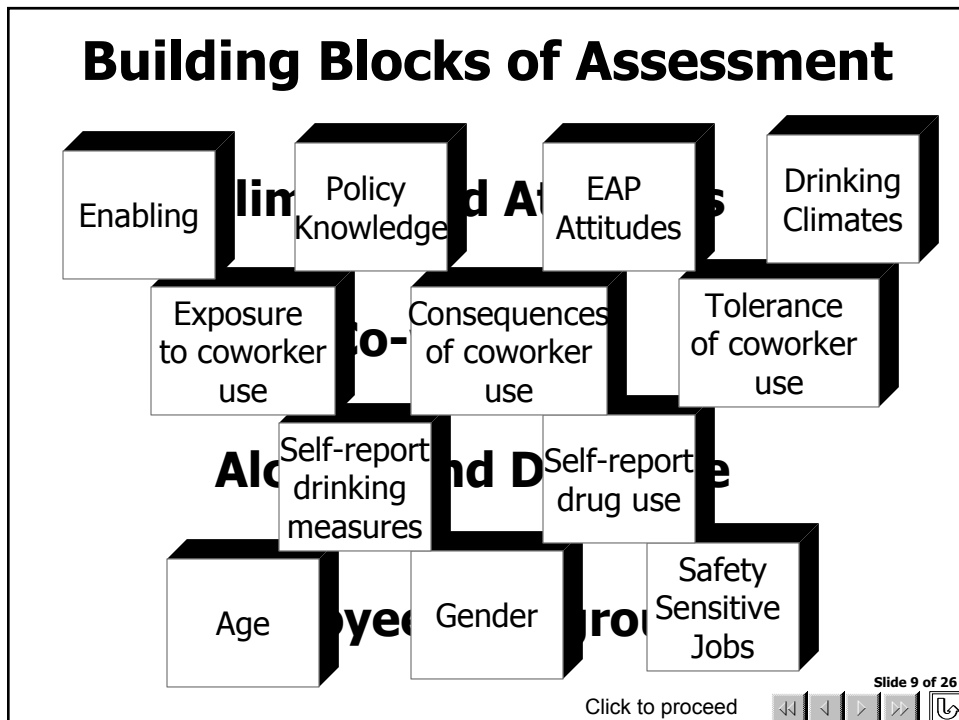 Building Blocks of Assessment
Enabling
Policy
Knowledge
EAP
Attitudes
Drinking
Climates
Exposure
to coworker
use
Consequences
of coworker
use
Tolerance
of coworker
use
Self-report
drinking
measures
Self-report
drug use
Age
Gender
Safety
Sensitive
Jobs
Slide 9 of 26
Click to proceed